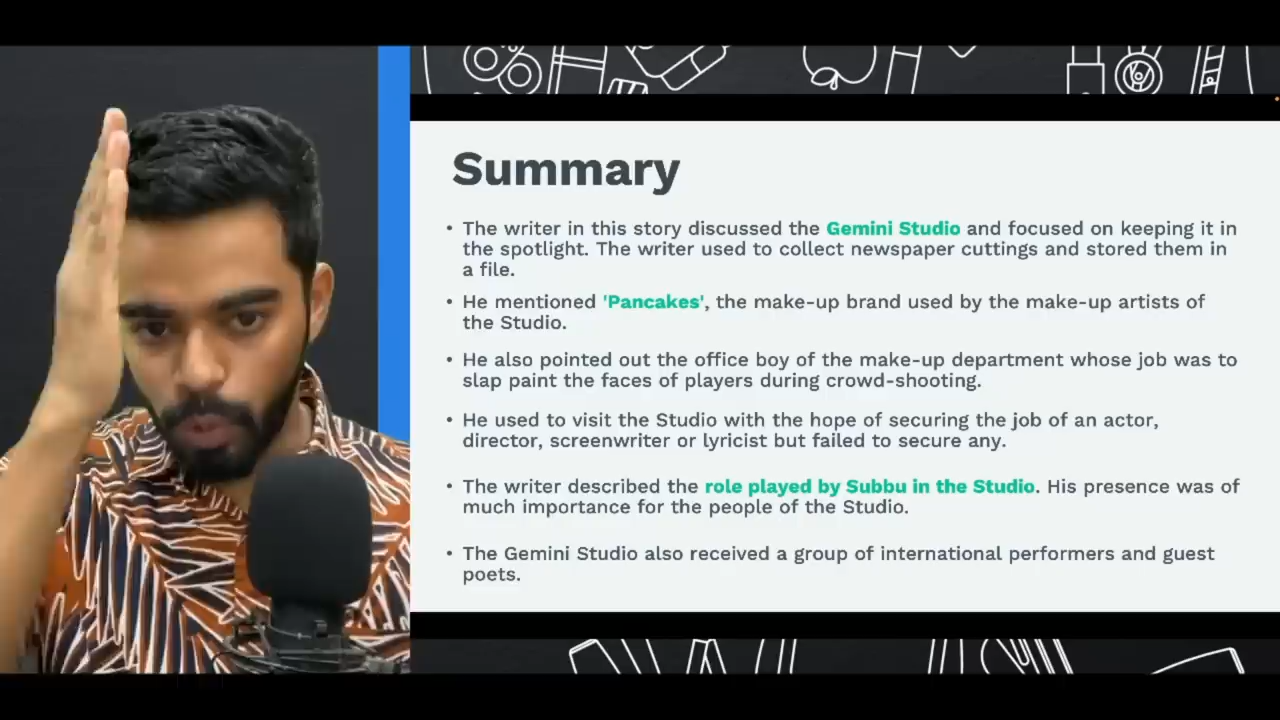 Summary
• The writer in this story discussed the Gemini Studio and focused on keeping it in
the spotlight. The writer used to collect newspaper cuttings and stored them in
a file.
• He mentioned 'Pancakes', the make-up brand used by the make-up artists of
the Studio.
• He also pointed out the office boy of the make-up department whose job was to
slap paint the faces of players during crowd-shooting.
• He used to visit the Studio with the hope of securing the job of an actor,
director, screenwriter or lyricist but failed to secure any.
• The writer described the role played by Subbu in the Studio. His presence was of
much importance for the people of the Studio.
• The Gemini Studio also received a group of international performers and guest
poets.